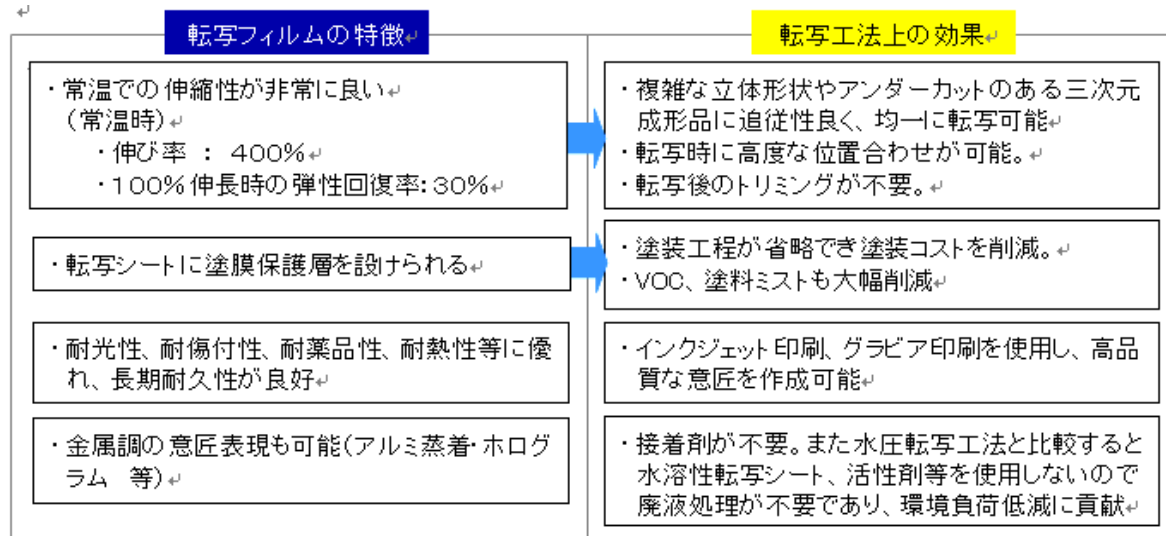 転写フィルムの特徴
転写工法上の効果
・常温での伸縮性が非常に良い
(常温時)
・伸び率 : 400%
・100%伸長時の弾性回復率:30%
・複雑な立体形状やアンダーカットのある三次元
成形品に追従性良く、均一に転写可能
・転写時に高度な位置合わせが可能。
・転写後のトリミングが不要。
・転写シートに塗膜保護層を設けられる
・塗装工程が省略でき塗装コストを削減。
・VOC、塗料ミストも大幅削減
・耐光性、耐傷付性、耐薬品性、耐熱性等に優
れ、長期耐久性が良好
・インクジェット印刷、グラビア印刷を使用し、高品
質な意匠を作成可能
・金属調の意匠表現も可能(アルミ蒸着・ホログ
ラム 等)
・接着剤が不要。また水圧転写工法と比較すると
水溶性転写シート、活性剤等を使用しないので
廃液処理が不要であり、環境負荷低減に貢献